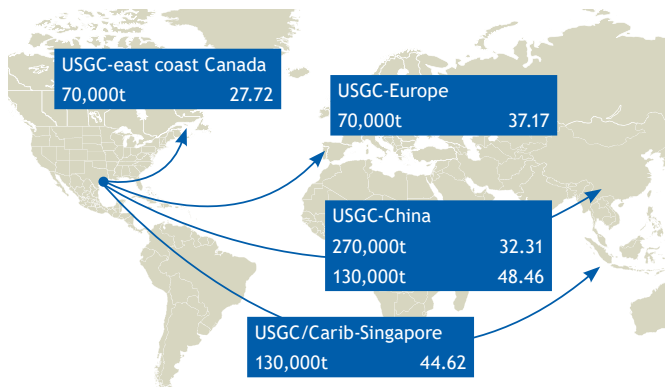 USGC-east coast Canada
70,000t 27.72
USGC-Europe
70,000t 37.17
USGC-China
270,000t 32.31
130,000t 48.46
USGC/Carib-Singapore
130,000t 44.62